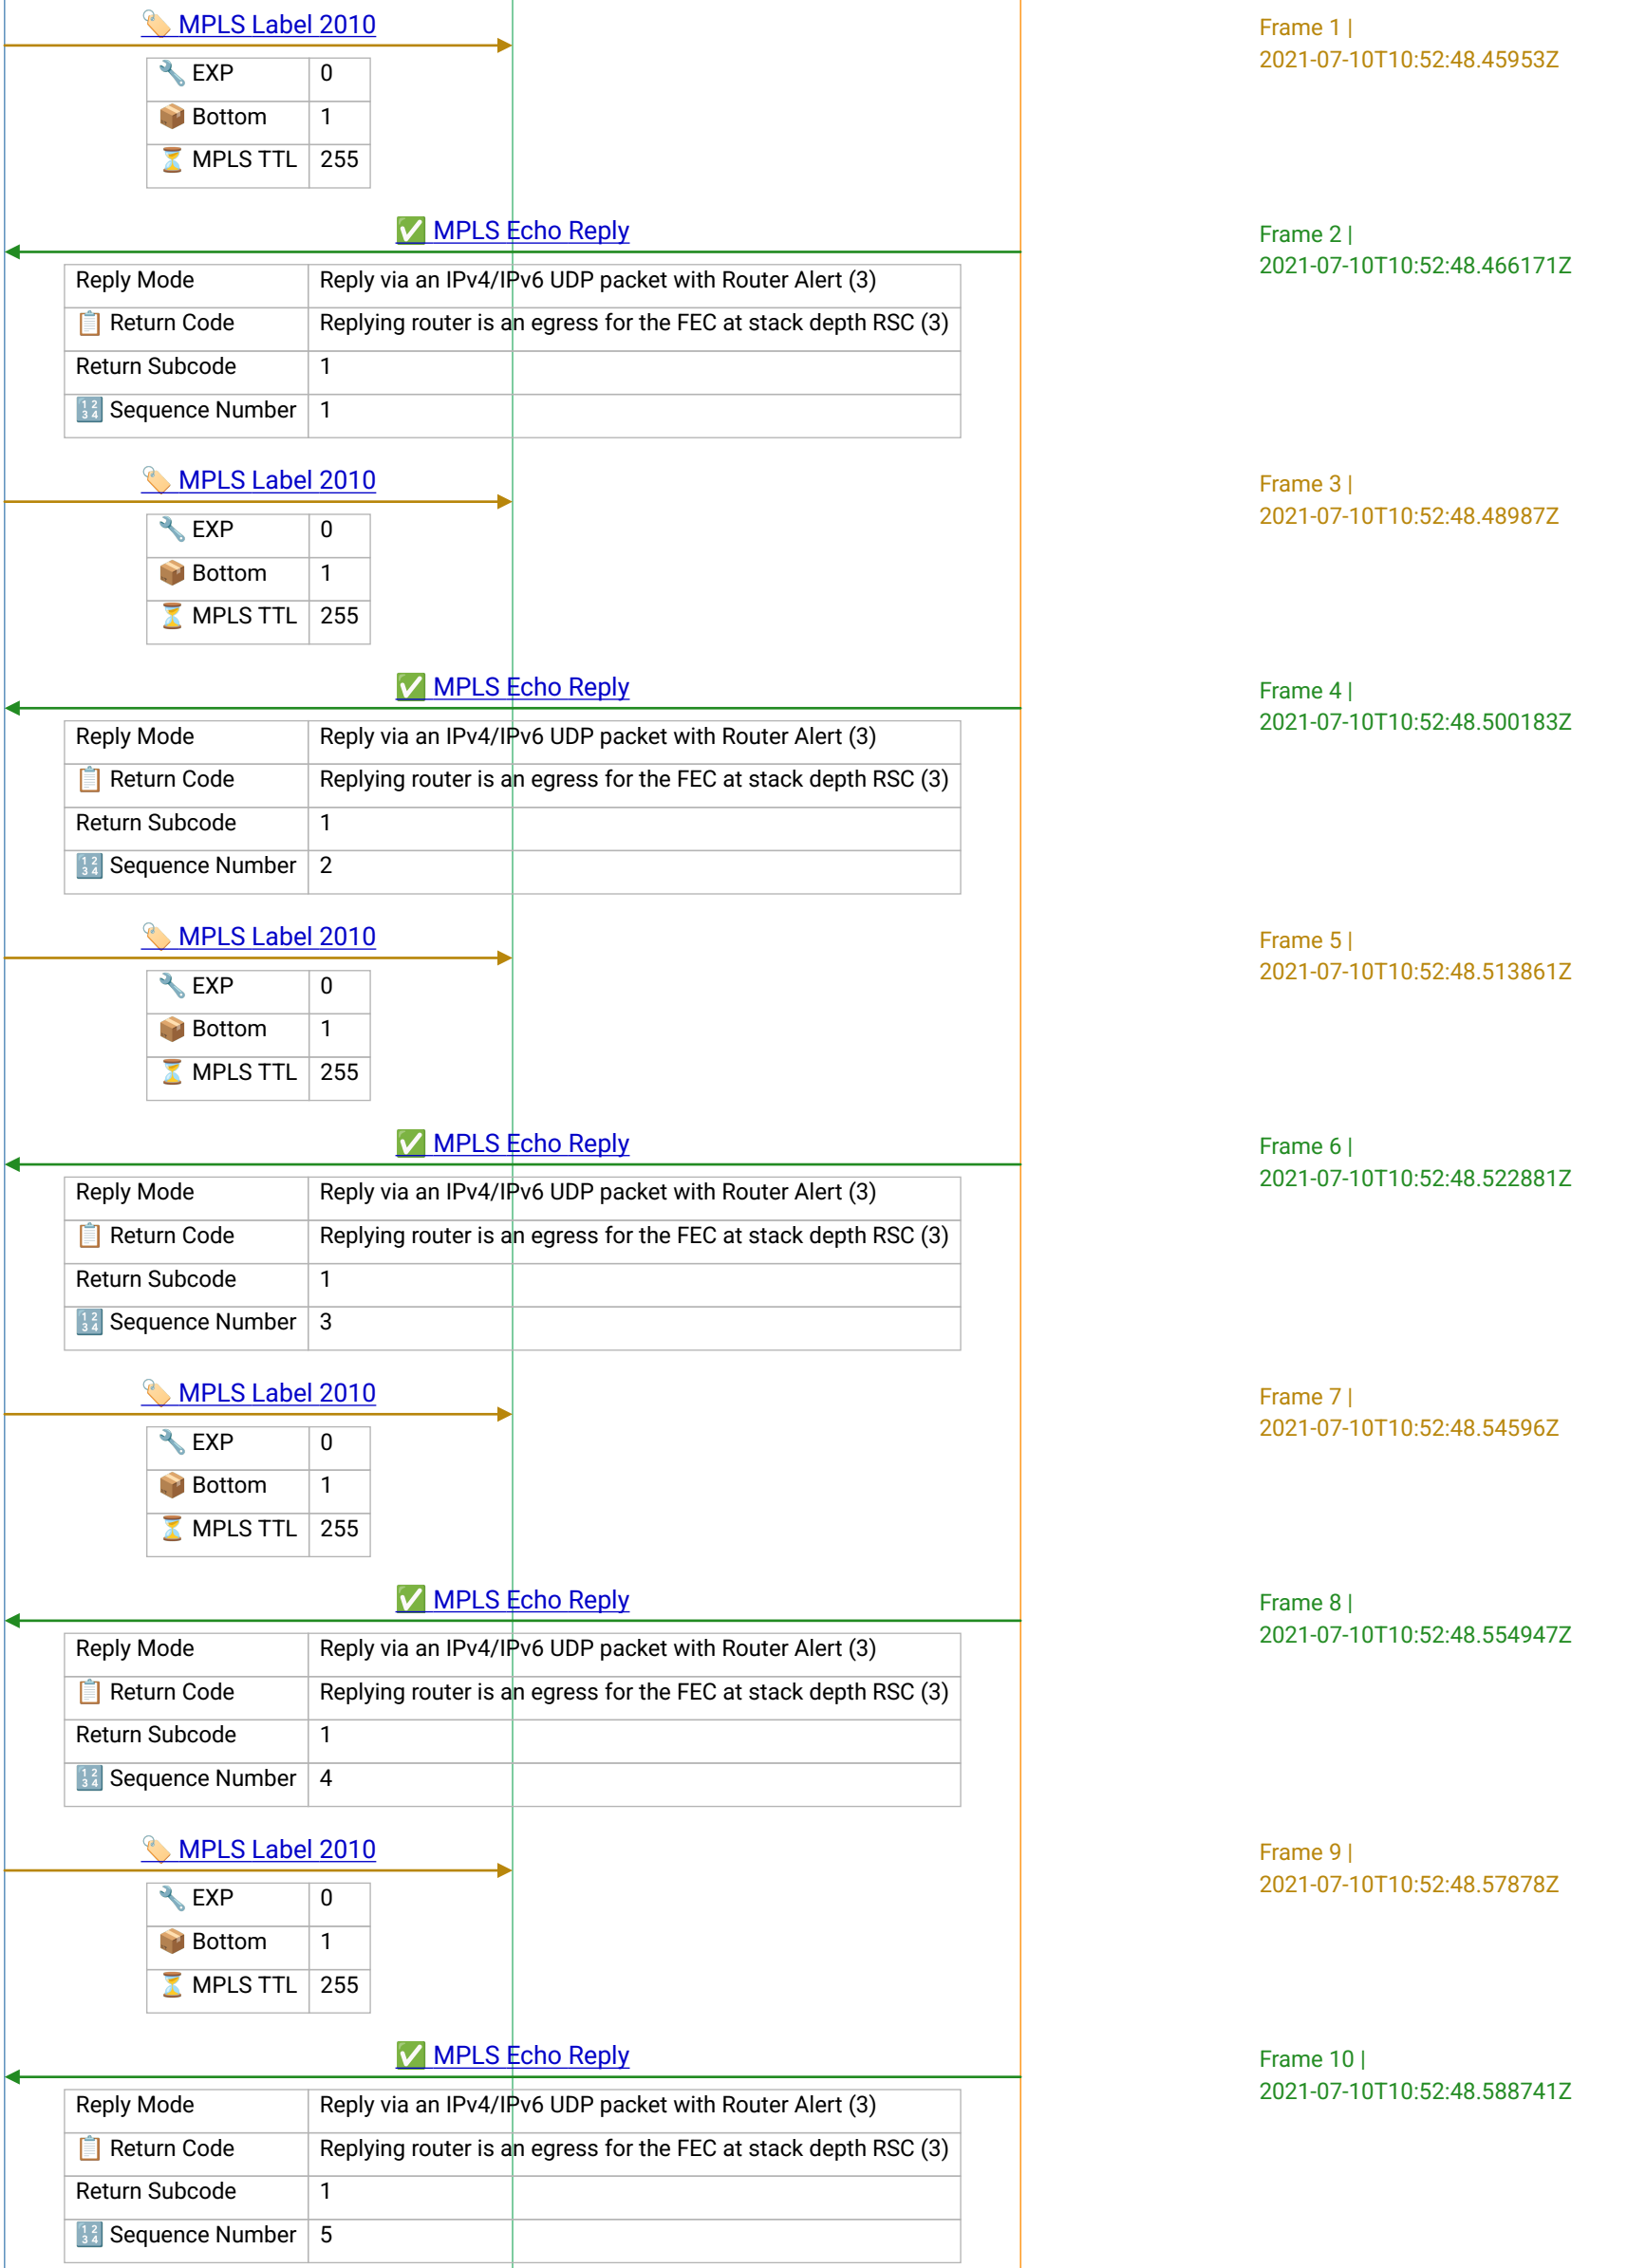 🏷️ MPLS Label 2010
Frame 1 |
2021-07-10T10:52:48.45953Z
🔧 EXP 0
📦 Bottom 1
⏳ MPLS TTL 255
✅ MPLS Echo Reply
Frame 2 |
2021-07-10T10:52:48.466171Z
Reply Mode Reply via an IPv4/IPv6 UDP packet with Router Alert (3)
📋 Return Code Replying router is an egress for the FEC at stack depth RSC (3)
Return Subcode 1
🔢 Sequence Number 1
🏷️ MPLS Label 2010
Frame 3 |
2021-07-10T10:52:48.48987Z
🔧 EXP 0
📦 Bottom 1
⏳ MPLS TTL 255
✅ MPLS Echo Reply
Frame 4 |
2021-07-10T10:52:48.500183Z
Reply Mode Reply via an IPv4/IPv6 UDP packet with Router Alert (3)
📋 Return Code Replying router is an egress for the FEC at stack depth RSC (3)
Return Subcode 1
🔢 Sequence Number 2
🏷️ MPLS Label 2010
Frame 5 |
2021-07-10T10:52:48.513861Z
🔧 EXP 0
📦 Bottom 1
⏳ MPLS TTL 255
✅ MPLS Echo Reply
Frame 6 |
2021-07-10T10:52:48.522881Z
Reply Mode Reply via an IPv4/IPv6 UDP packet with Router Alert (3)
📋 Return Code Replying router is an egress for the FEC at stack depth RSC (3)
Return Subcode 1
🔢 Sequence Number 3
🏷️ MPLS Label 2010
Frame 7 |
2021-07-10T10:52:48.54596Z
🔧 EXP 0
📦 Bottom 1
⏳ MPLS TTL 255
✅ MPLS Echo Reply
Frame 8 |
2021-07-10T10:52:48.554947Z
Reply Mode Reply via an IPv4/IPv6 UDP packet with Router Alert (3)
📋 Return Code Replying router is an egress for the FEC at stack depth RSC (3)
Return Subcode 1
🔢 Sequence Number 4
🏷️ MPLS Label 2010
Frame 9 |
2021-07-10T10:52:48.57878Z
🔧 EXP 0
📦 Bottom 1
⏳ MPLS TTL 255
✅ MPLS Echo Reply
Frame 10 |
2021-07-10T10:52:48.588741Z
Reply Mode Reply via an IPv4/IPv6 UDP packet with Router Alert (3)
📋 Return Code Replying router is an egress for the FEC at stack depth RSC (3)
Return Subcode 1
🔢 Sequence Number 5